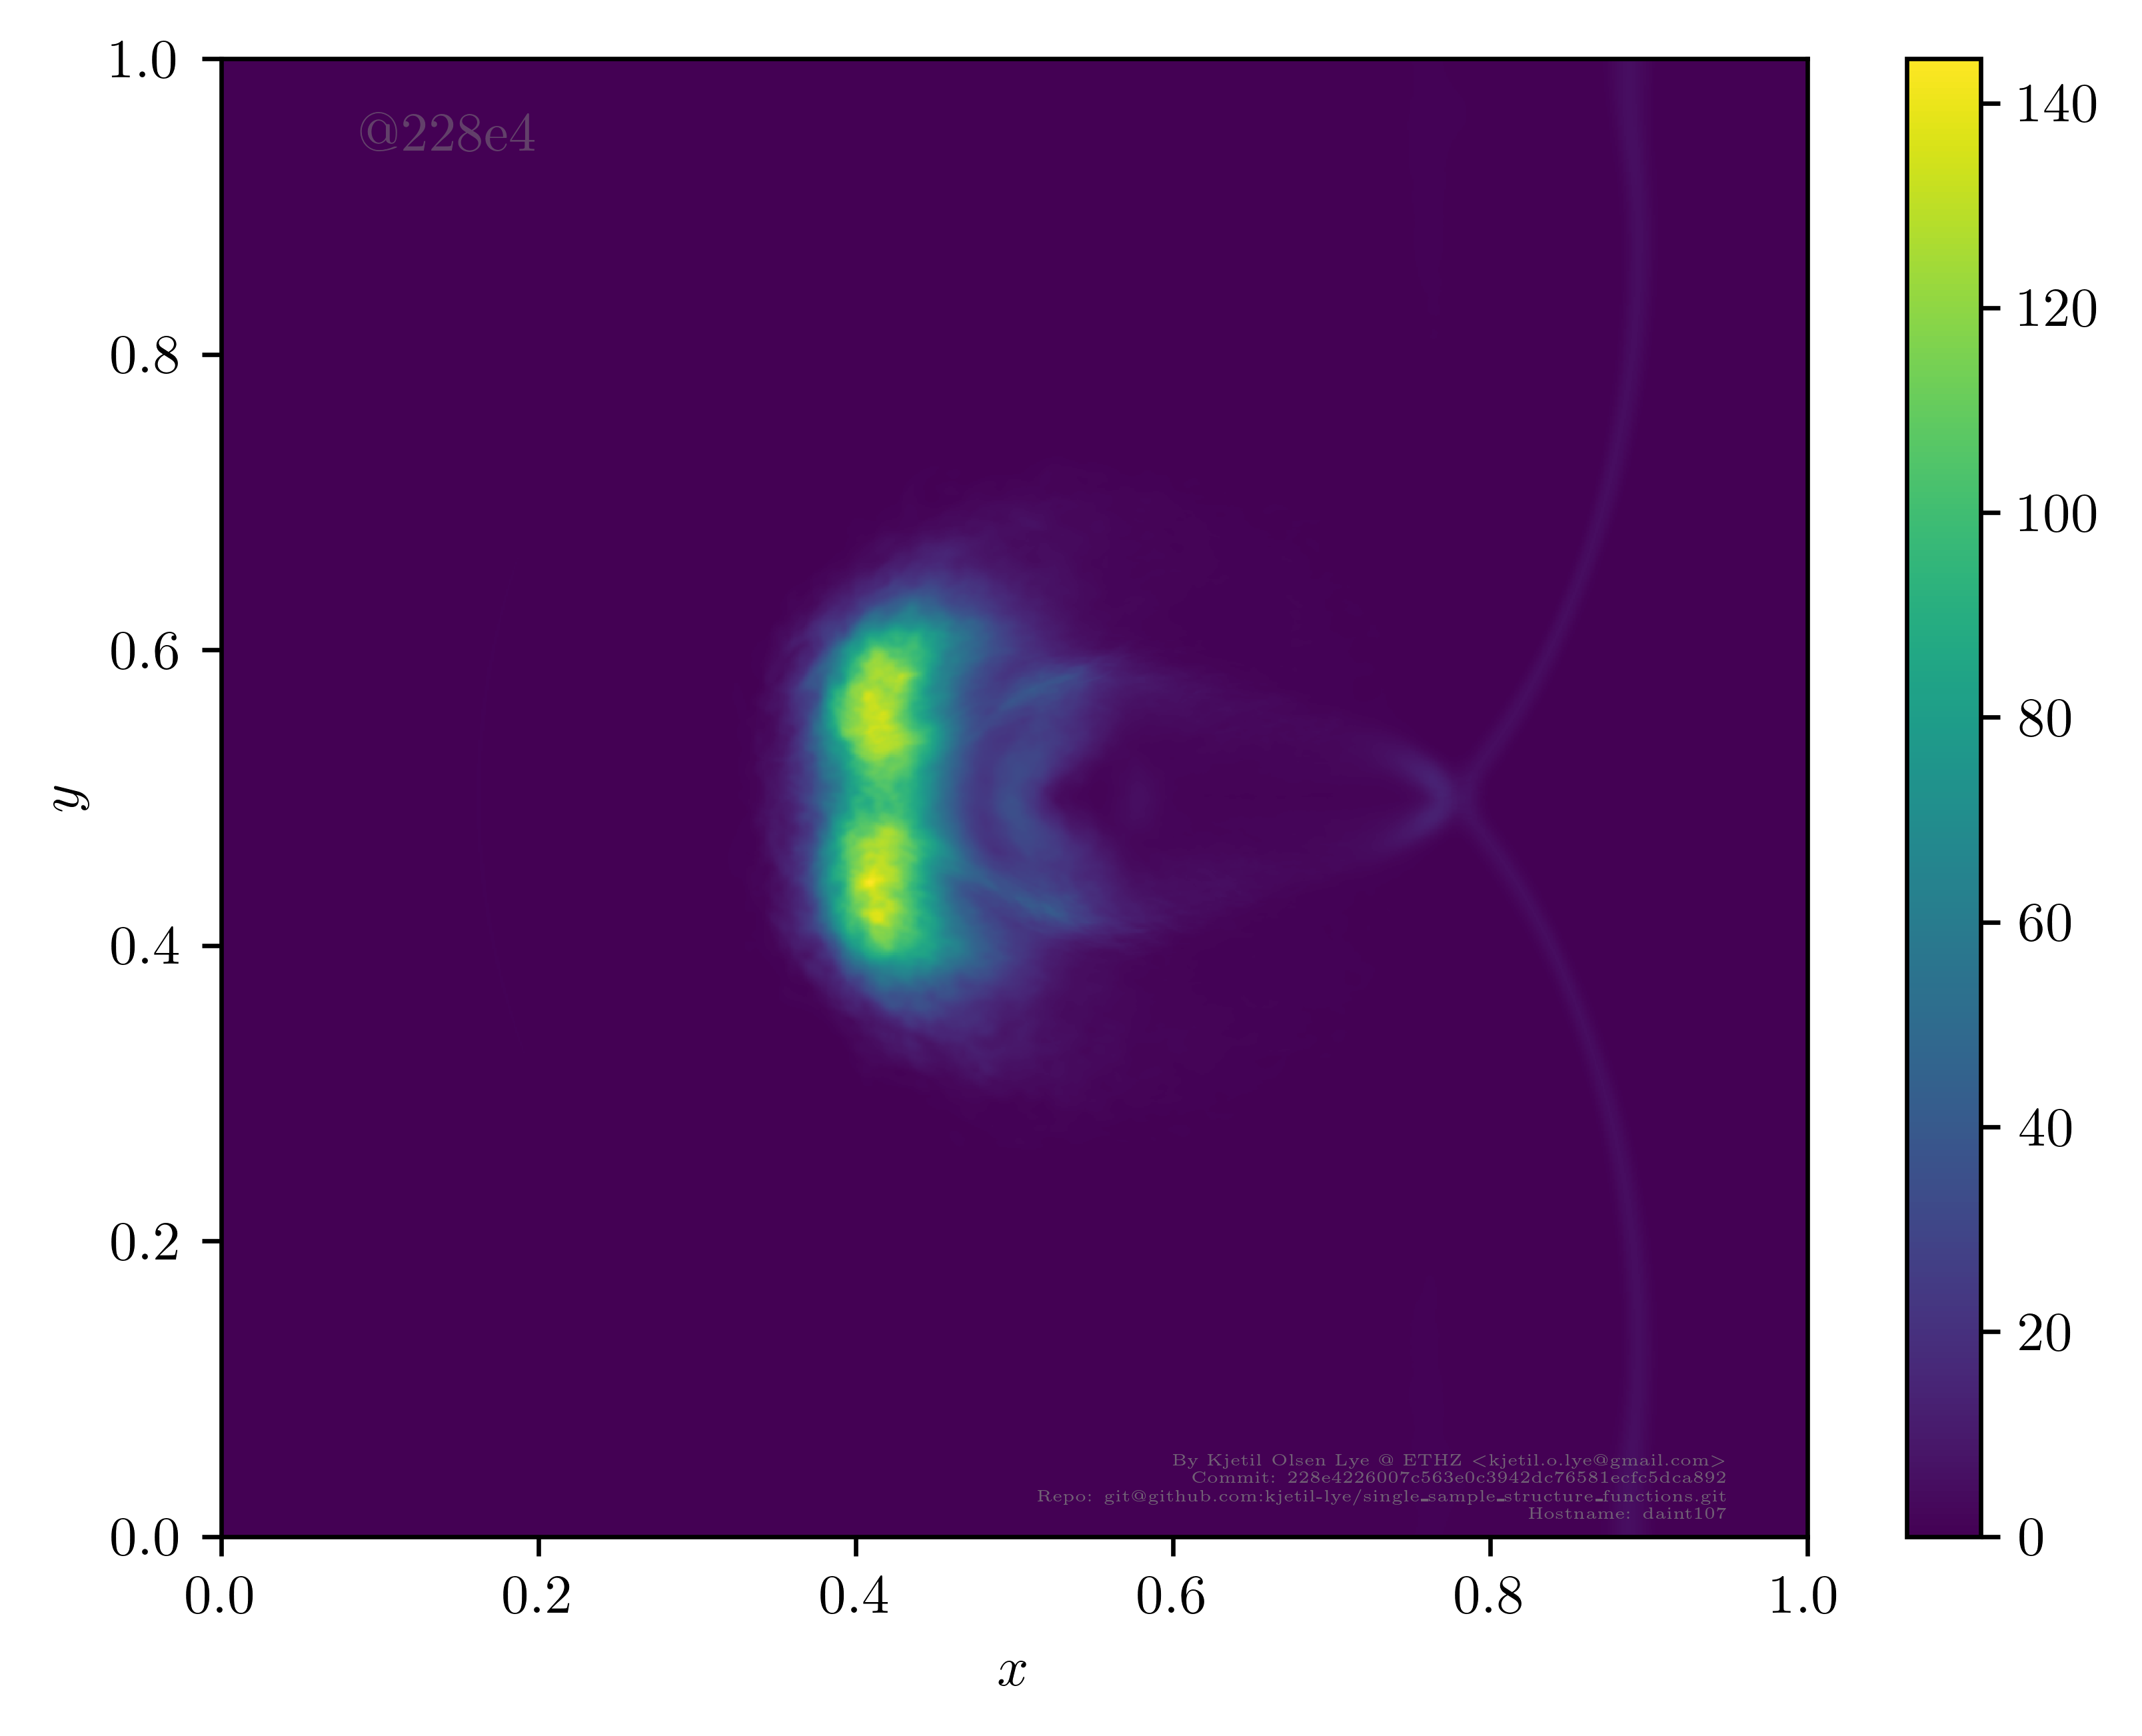 1.0
0.8
0.6
0.4
0.2
0.0
y
0.0 0.2 0.4 0.6 0.8 1.0
x
140
120
100
80
60
40
20
0
@228e4
By Kjetil Olsen Lye @ ETHZ <kjetil.o.lye@gmail.com>
Commit: 228e4226007c563e0c3942dc76581ecfc5dca892
Repo: git@github.com:kjetil-lye/single_sample_structure_functions.git
Hostname: daint107